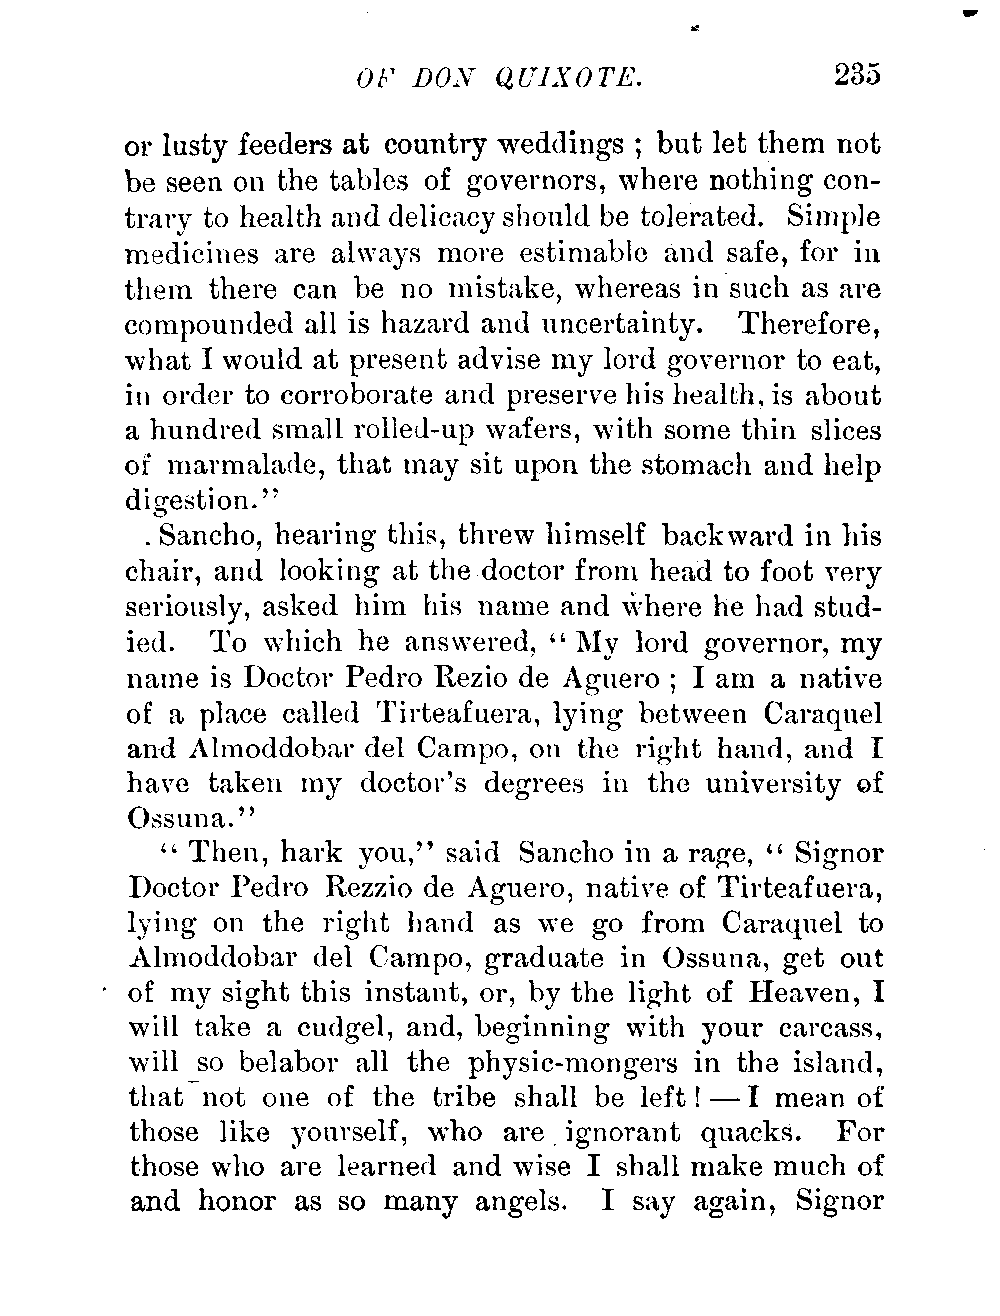 OF DON QUIXOTE. 235
or lusty feeders at country weddings ; but let them not
be seen on the tables of governors, where nothing con-
trary to health and delicacy should be tolerated. Simple
medicines are always more estimable and safe, for in
them there can be no mistake, whereas in such as are
compounded all is hazard and uncertainty. Therefore,
what I would at present advise my lord governor to eat,
in order to corroborate and preserve his health, is about
a hundred small rolled-up wafers, with some thin slices
of marmalade, that may sit upon the stomach and help
digestion.”
Sancho, hearing this, threw himself backward in his
chair, and looking at the doctor from head to foot very
seriously, asked him his name and where he had stud-
ied. To which he answered, “ My lord governor, my
name is Doctor Pedro Rezio de Aguero ; I am a native
of a place called Tirteafuera, lying between Caraquel
and Almoddobar del Campo, on the right hand, and I
have taken my doctor's degrees in the university of
Ossuna.”
“ Then, hark you,” said Sancho in a rage, “ Signor
Doctor Pedro Rezzio de Aguero, native of Tirteafuera,
lying on the right hand as we go from Caraquel to
Almoddobar del Campo, graduate in Ossuna, get out
of my sight this instant, or, by the light of Heaven, I
will take a cudgel, and, beginning with your carcass,
will so belabor all the physic-mongers in the island,
that not one of the tribe shall be left ! — I mean of
those like yourself, who are ignorant quacks. For
those who are learned and wise I shall make much of
and honor as so many angels. I say again, Signor